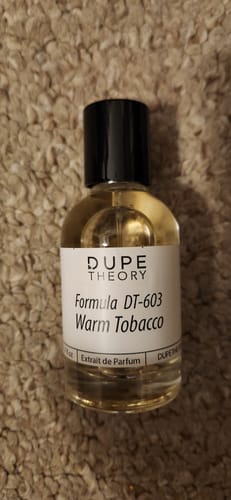 DUPE
THEORY
Formula DT-603
Warm Tobacco
Extrait de Parfum